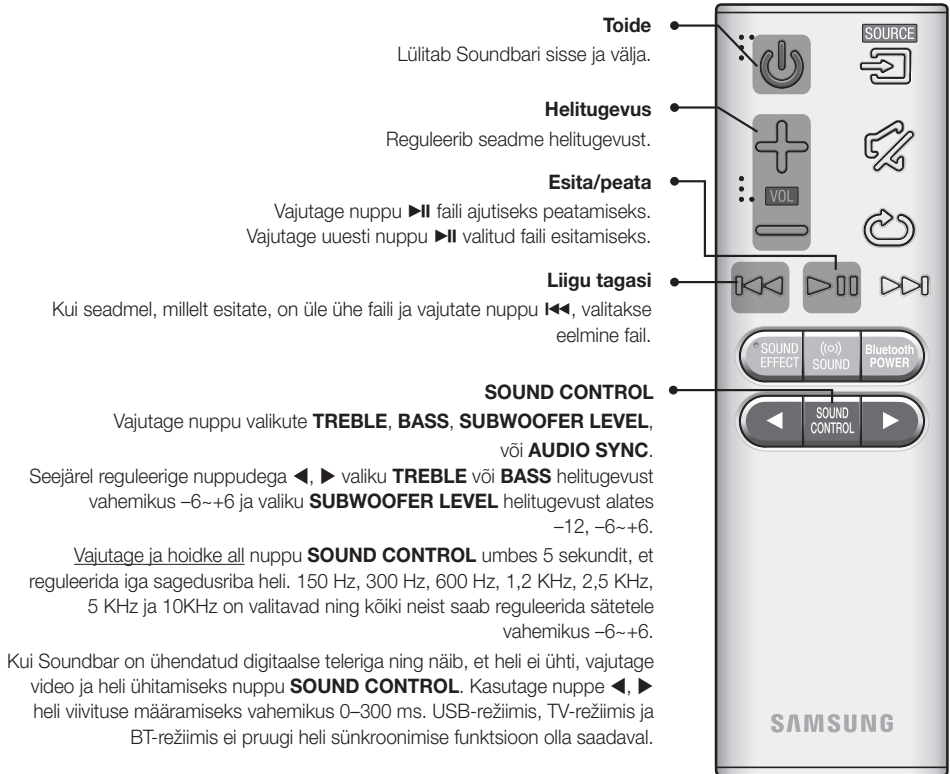 Toide
Lülitab Soundbari sisse ja välja.
Helitugevus
Reguleerib seadme helitugevust.
Esita/peata
Vajutage nuppu ►II faili ajutiseks peatamiseks.
Vajutage uuesti nuppu ►II valitud faili esitamiseks.
Liigu tagasi
Kui seadmel, millelt esitate, on üle ühe faili ja vajutate nuppu I◄◄, valitakse
eelmine fail.
SOUND CONTROL
Vajutage nuppu valikute TREBLE, BASS, SUBWOOFER LEVEL,
või AUDIO SYNC.
Seejärel reguleerige nuppudega ◀, ▶ valiku TREBLE või BASS helitugevust
vahemikus –6~+6 ja valiku SUBWOOFER LEVEL helitugevust alates
–12, –6~+6.
Vajutage ja hoidke all nuppu SOUND CONTROL umbes 5 sekundit, et
reguleerida iga sagedusriba heli. 150 Hz, 300 Hz, 600 Hz, 1,2 KHz, 2,5 KHz,
5 KHz ja 10KHz on valitavad ning kõiki neist saab reguleerida sätetele
vahemikus –6~+6.
Kui Soundbar on ühendatud digitaalse teleriga ning näib, et heli ei ühti, vajutage
video ja heli ühitamiseks nuppu SOUND CONTROL. Kasutage nuppe ◀, ▶
heli viivituse määramiseks vahemikus 0–300 ms. USB-režiimis, TV-režiimis ja
BT-režiimis ei pruugi heli sünkroonimise funktsioon olla saadaval.
SOURCE
VOL
SOUND
EFFECT
SOUND
Bluetooth
POWER
SOUND
CONTROL
SAMSUNG